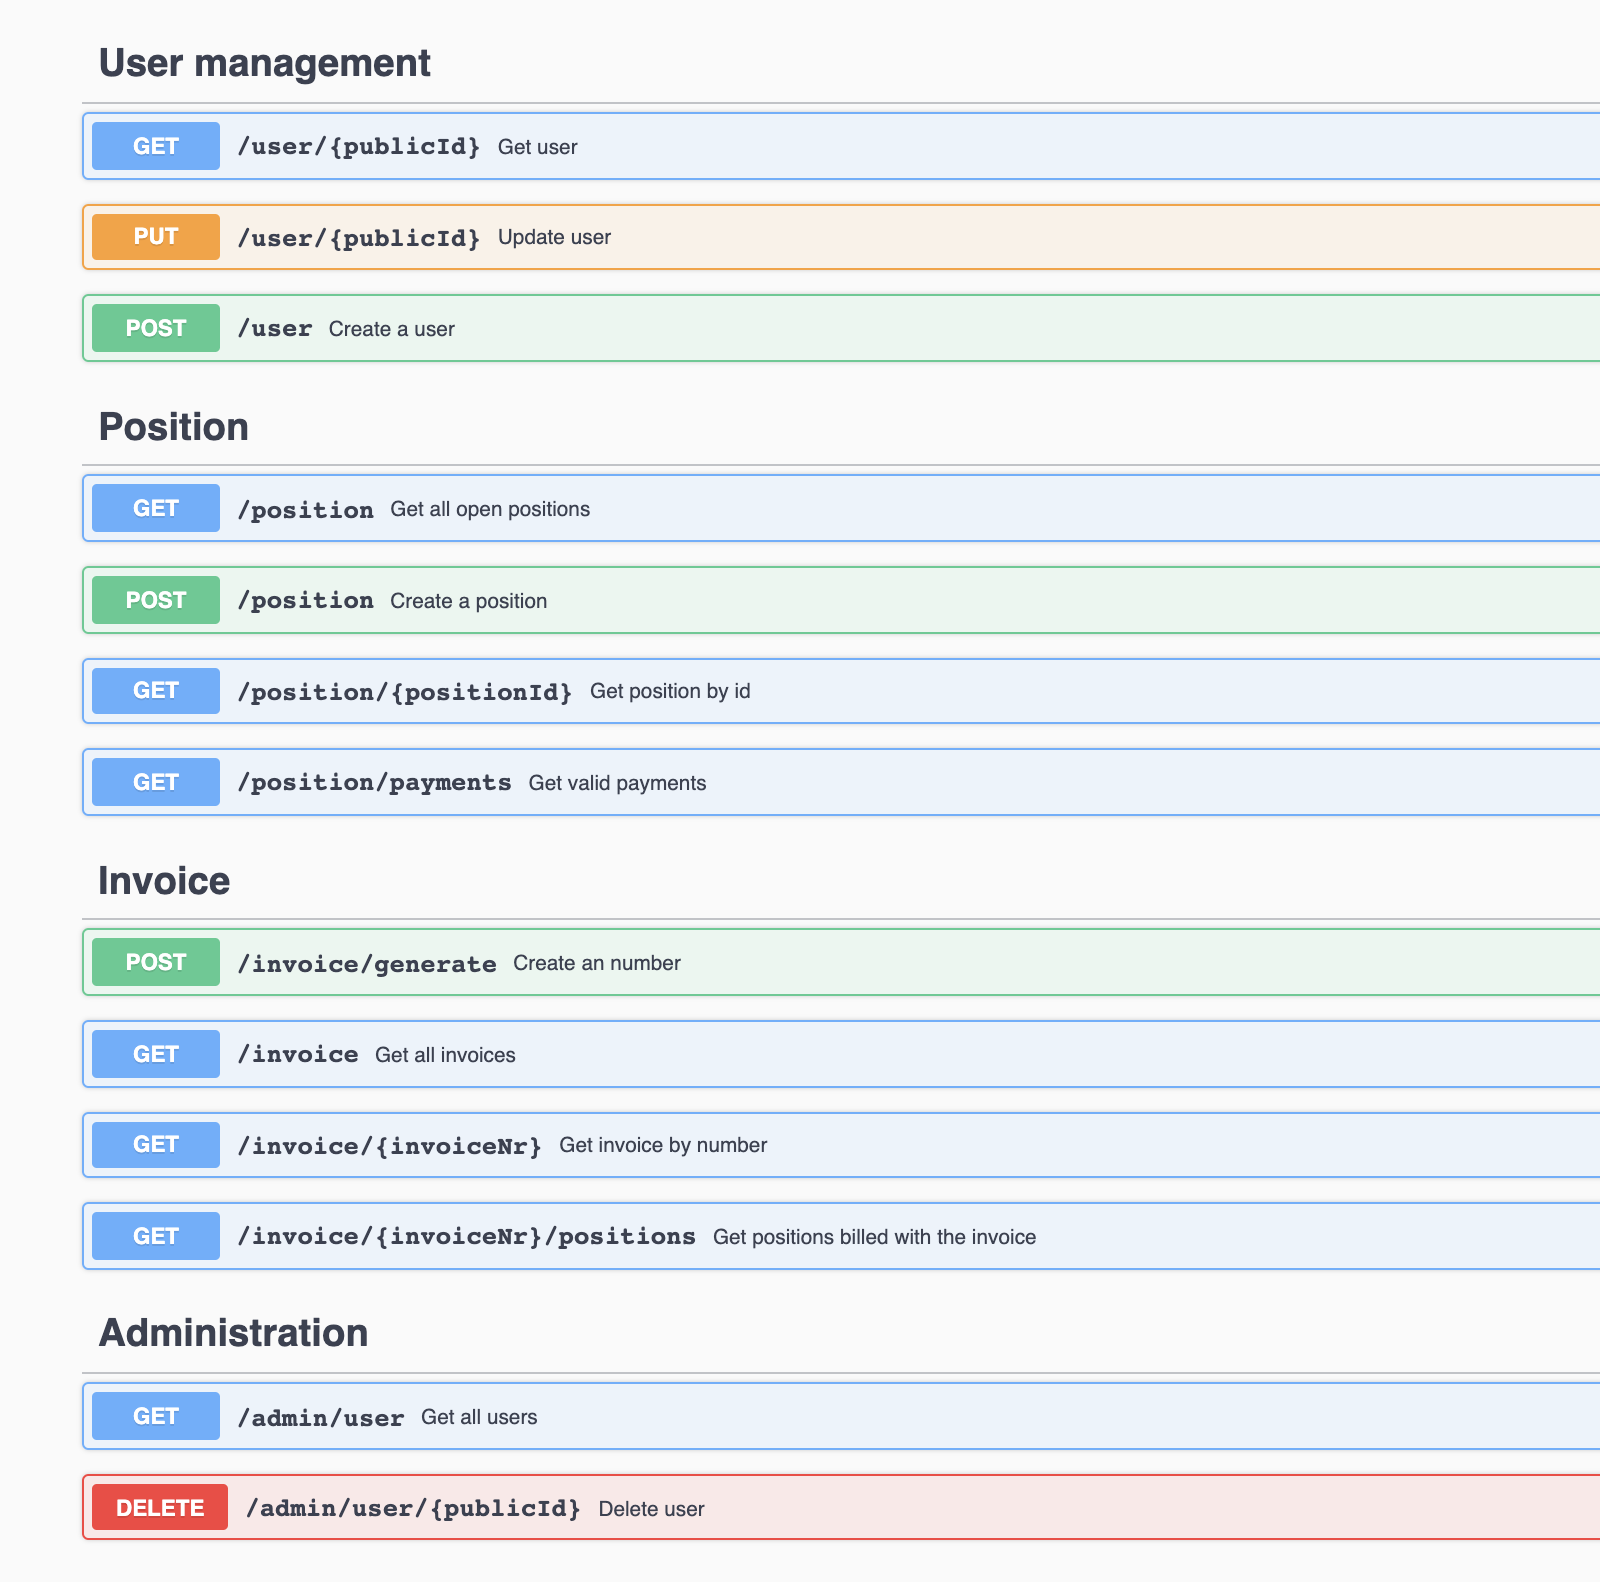 User management
GET /user/{publicId} Get user
PUT /user/{publicId} Update user
POST /user Create a user
Position
GET /position Get all open positions
POST /position Create a position
GET /position/{positionId} Get position by id
GET /position/payments Get valid payments
Invoice
POST /invoice/generate Create an number
GET /invoice Get all invoices
GET /invoice/{invoiceNr} Get invoice by number
GET /invoice/{invoiceNr}/positions Get positions billed with the invoice
Administration
GET /admin/user Get all users
DELETE /admin/user/{publicId} Delete user